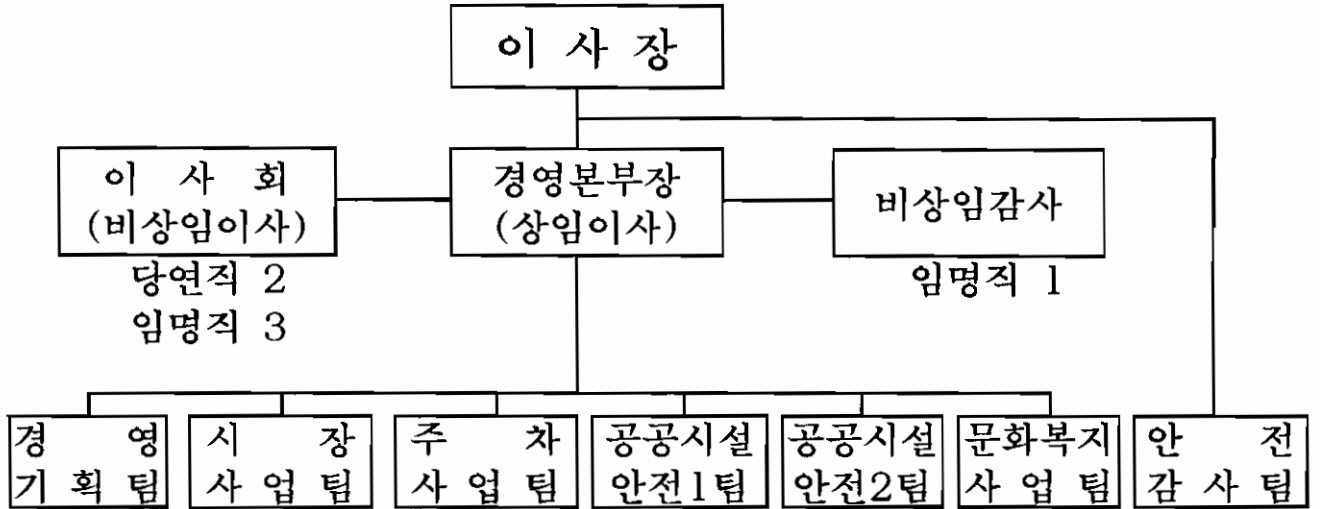 이 사 장
이 사 회
(비상임이사)
당연직 2
임명직 3
경영본부장
(상임이사)
비상임감사
임명직 1
경 영
기 획 팀
시 장
사 업 팀
주 차
사 업 팀
공공시설
안전1팀
공공시설
안전2팀
문화복지
사 업 팀
안 전
감 사 팀